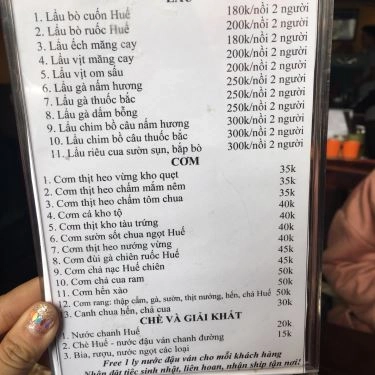 LẨU
1. Lẩu bò cuốn Huế 180k/nồi 2 người
2. Lẩu bò ruốc Huế 200k/nồi 2 người
3. Lẩu ếch măng cay 180k/nồi 2 người
4. Lẩu vịt măng cay 200k/nồi 2 người
5. Lẩu vịt om sấu 200k/nồi 2 người
6. Lẩu gà nấm hương 250k/nồi 2 người
7. Lẩu gà thuốc bắc 250k/nồi 2 người
8. Lẩu gà dấm bỗng 250k/nồi 2 người
9. Lẩu chim bồ câu nấm hương 300k/nồi 2 người
10. Lẩu chim bồ câu thuốc bắc 300k/nồi 2 người
11. Lẩu riêu cua sườn sụn, bắp bò 300k/nồi 2 người
CƠM
1. Cơm thịt heo vừng kho quẹt 35k
2. Cơm thịt heo chấm mắm nêm 35k
3. Cơm thịt heo chấm tôm chua 35k
4. Cơm cá kho tộ 40k
5. Cơm thịt kho tàu trứng 40k
6. Cơm sườn sốt chua ngọt Huế 40k
7. Cơm thịt heo nướng vừng 40k
8. Cơm đùi gà chiên ruốc Huế 45k
9. Cơm chả nạc Huế chiên 45k
10. Cơm chả cua ram 50k
11. Cơm hến xào 50k
12. Cơm rang: thập cẩm, gà, sườn, thịt nướng, hến, chả Huế 50k
13. Canh chua hến, chả cua 30k
CHÈ VÀ GIẢI KHÁT
1. Nước chanh Huế 20k
2. Chè Huế - nước đậu ván chanh đường 15k
3. Bia, rượu, nước ngọt các loại
Free 1 ly nước đậu ván cho mỗi khách hàng
Nhận đặt tiệc sinh nhật, liên hoan, nhận ship tận nơi!